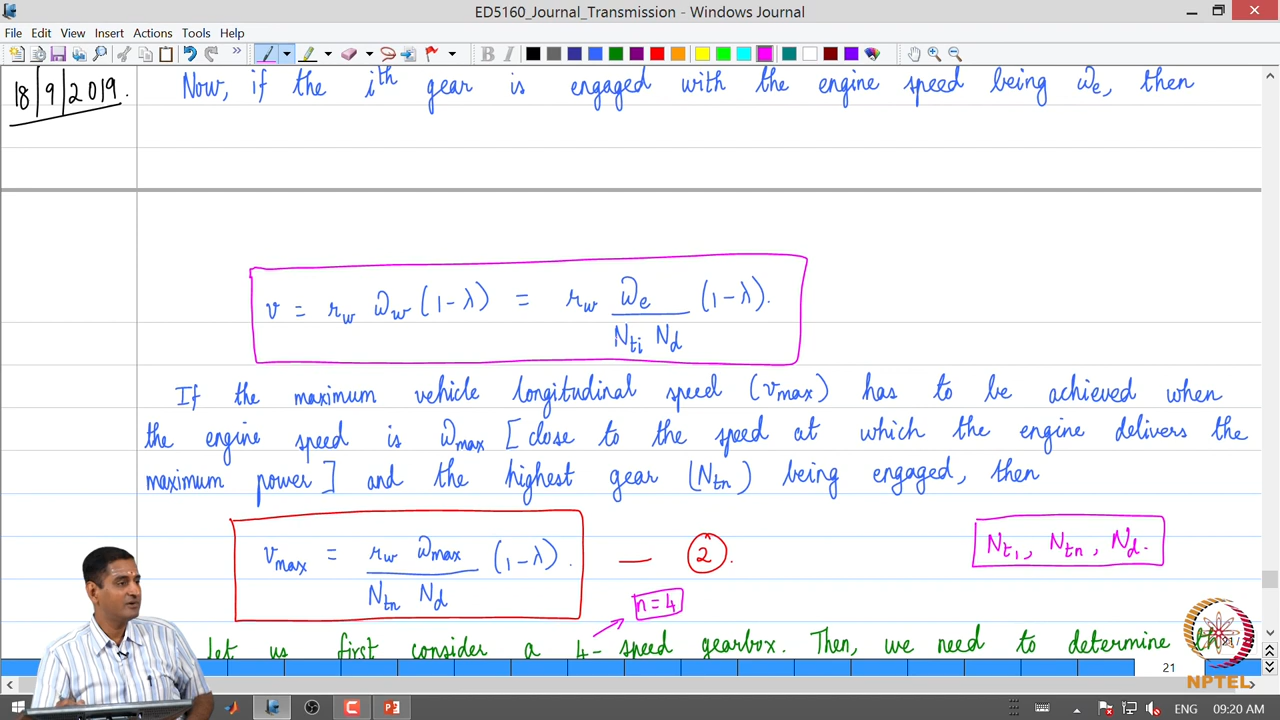 ED5160_Journal_Transmission - Windows Journal
File Edit View Insert Actions Tools Help
18|9|2019.
Now, if the ith gear is engaged with the engine speed being ωe, then
v = rw ωw (1-λ) = rw ωe / Nti Nd (1-λ).
If the maximum vehicle longitudinal speed (vmax) has to be achieved when
the engine speed is ωmax [close to the speed at which the engine delivers the
maximum power] and the highest gear (Ntn) being engaged, then
vmax = rw ωmax / Ntn Nd (1-λ). — 2.
Nt1, Ntn, Nd.
n=4
Let us first consider a 4-speed gearbox. Then, we need to determine
21
NPTEL
ENG 09:20 AM